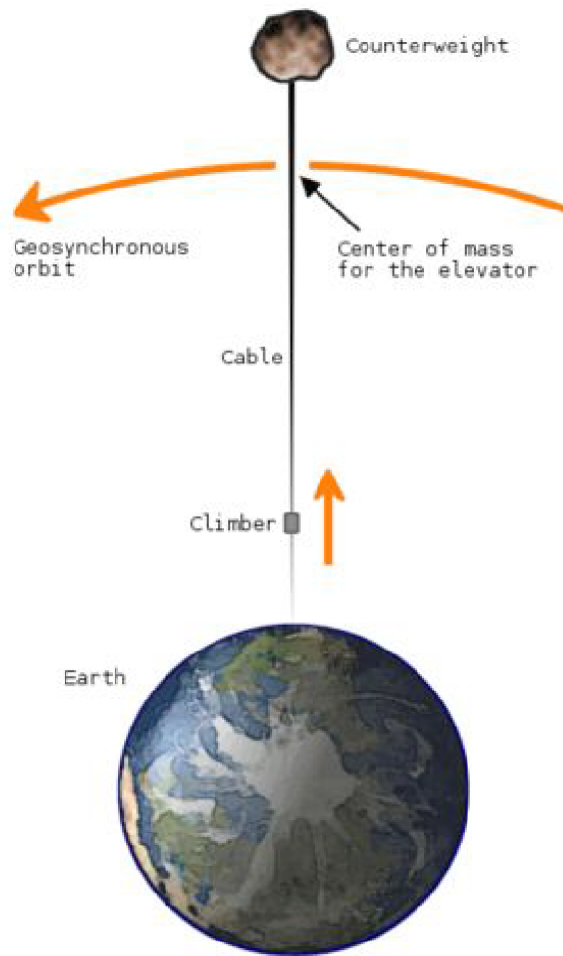 Counterweight
Geosynchronous
orbit
Center of mass
for the elevator
Cable
Climber
Earth